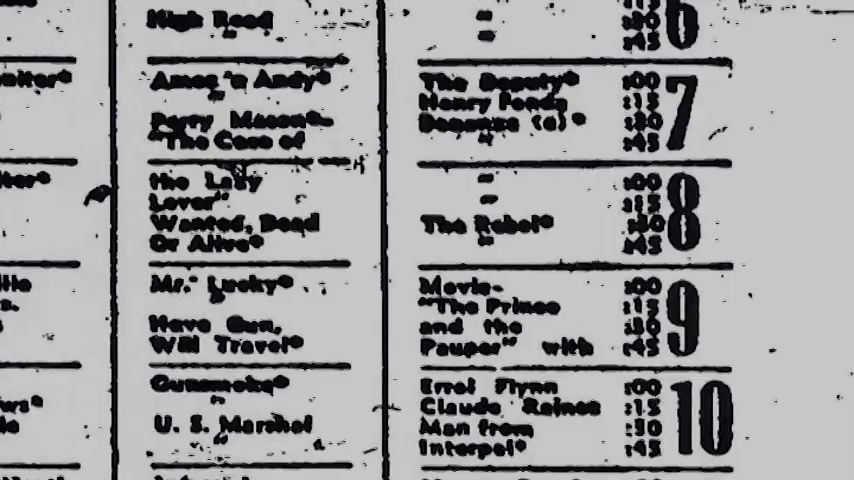 High Road
"
Amos 'n Andy*
"
Perry Mason*-
"The Case of
the Lazy
Lover"
Wanted, Dead
Or Alive*
Mr. Lucky*
"
Have Gun,
Will Travel*
Gunsmoke*
"
U. S. Marshal
"
" :30 6
" :45
The Deputy* :00 7
Henry Fonda :15
Bonanza (c)* :30
" :45
" :00 8
" :15
The Rebel* :30
" :45
Movie- :00 9
"The Prince :15
and the :30
Pauper" with :45
Errol Flynn :00 10
Claude Raines :15
Man from :30
Interpol* :45